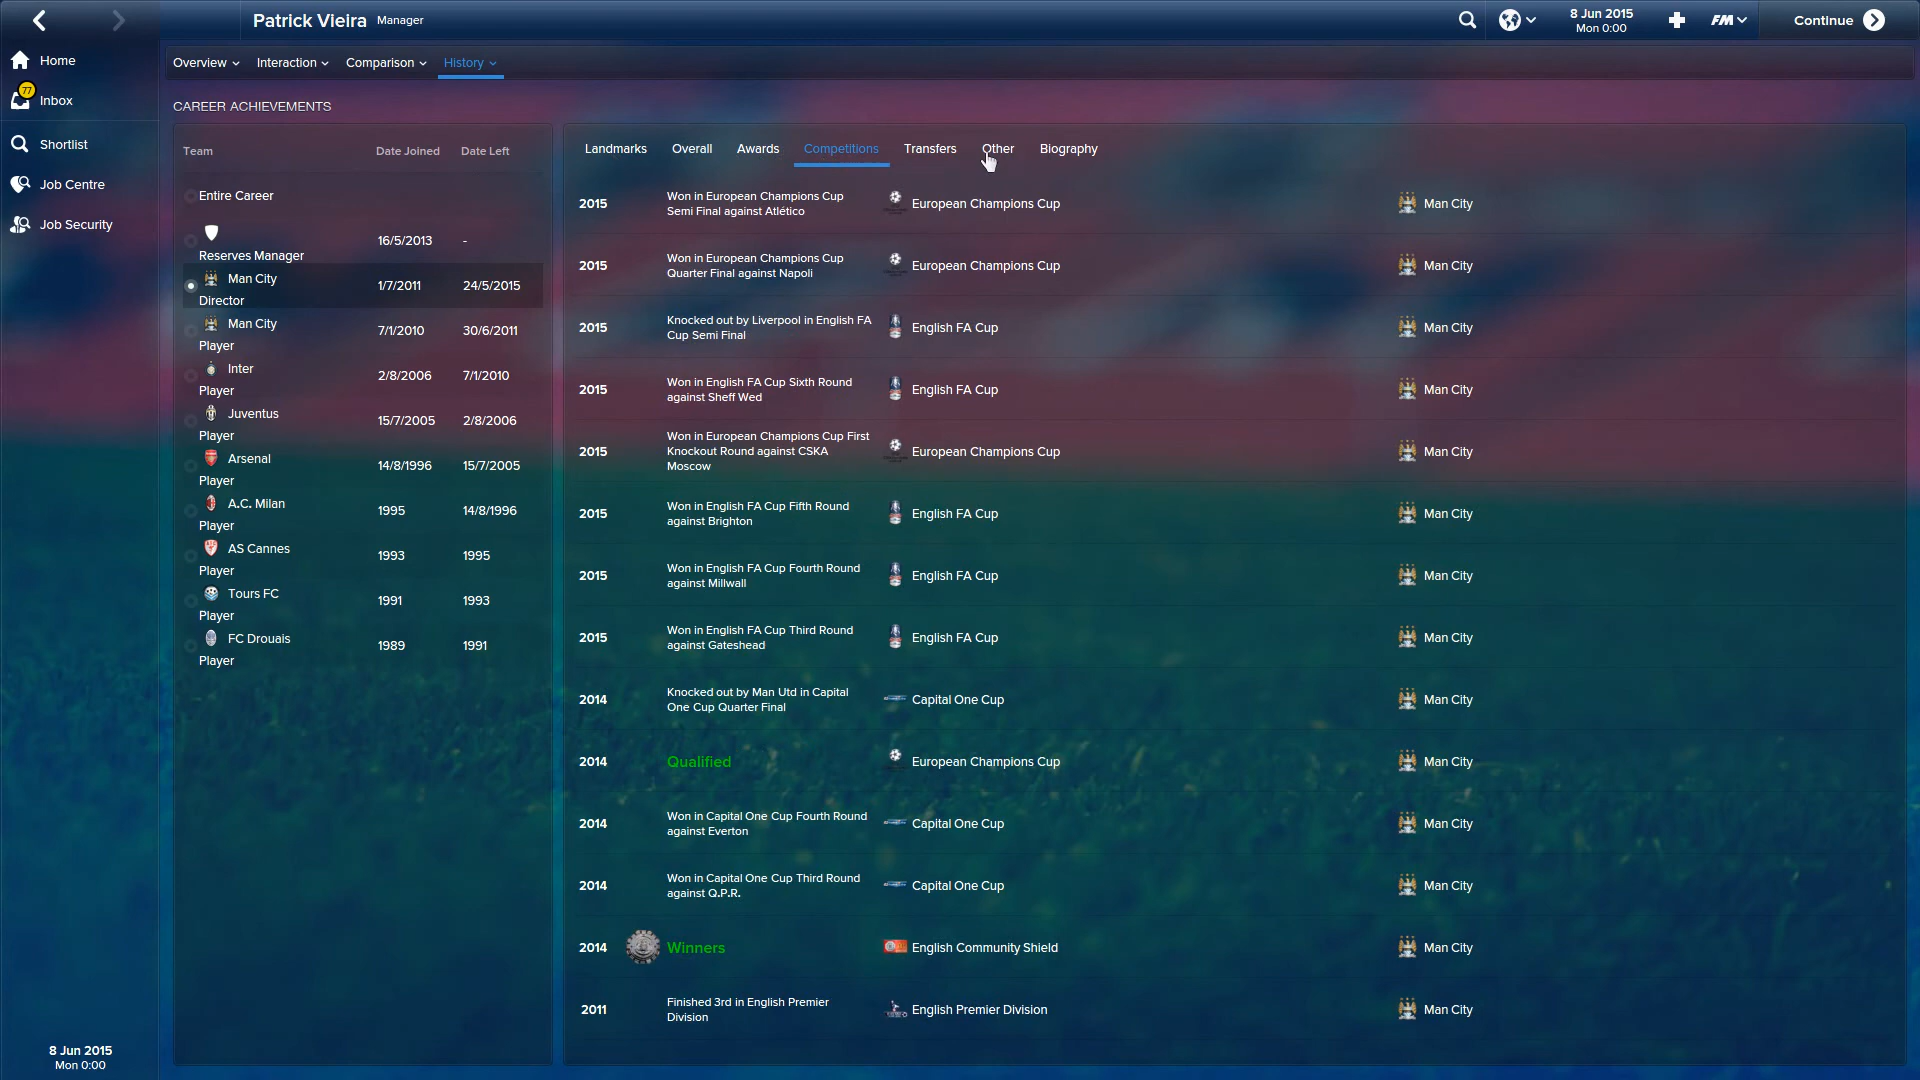 Patrick Vieira Manager
8 Jun 2015
Mon 0:00
FM
Continue
Home
77
Inbox
Shortlist
Job Centre
Job Security
8 Jun 2015
Mon 0:00
Overview
Interaction
Comparison
History
CAREER ACHIEVEMENTS
Team Date Joined Date Left
Entire Career
Reserves Manager 16/5/2013 -
Man City
Director 1/7/2011 24/5/2015
Man City
Player 7/1/2010 30/6/2011
Inter
Player 2/8/2006 7/1/2010
Juventus
Player 15/7/2005 2/8/2006
Arsenal
Player 14/8/1996 15/7/2005
A.C. Milan
Player 1995 14/8/1996
AS Cannes
Player 1993 1995
Tours FC
Player 1991 1993
FC Drouais
Player 1989 1991
Landmarks Overall Awards Competitions Transfers Other Biography
2015 Won in European Champions Cup
Semi Final against Atlético European Champions Cup Man City
2015 Won in European Champions Cup
Quarter Final against Napoli European Champions Cup Man City
2015 Knocked out by Liverpool in English FA
Cup Semi Final English FA Cup Man City
2015 Won in English FA Cup Sixth Round
against Sheff Wed English FA Cup Man City
2015 Won in European Champions Cup First
Knockout Round against CSKA
Moscow European Champions Cup Man City
2015 Won in English FA Cup Fifth Round
against Brighton English FA Cup Man City
2015 Won in English FA Cup Fourth Round
against Millwall English FA Cup Man City
2015 Won in English FA Cup Third Round
against Gateshead English FA Cup Man City
2014 Knocked out by Man Utd in Capital
One Cup Quarter Final Capital One Cup Man City
2014 Qualified European Champions Cup Man City
2014 Won in Capital One Cup Fourth Round
against Everton Capital One Cup Man City
2014 Won in Capital One Cup Third Round
against Q.P.R. Capital One Cup Man City
2014 Winners English Community Shield Man City
2011 Finished 3rd in English Premier
Division English Premier Division Man City